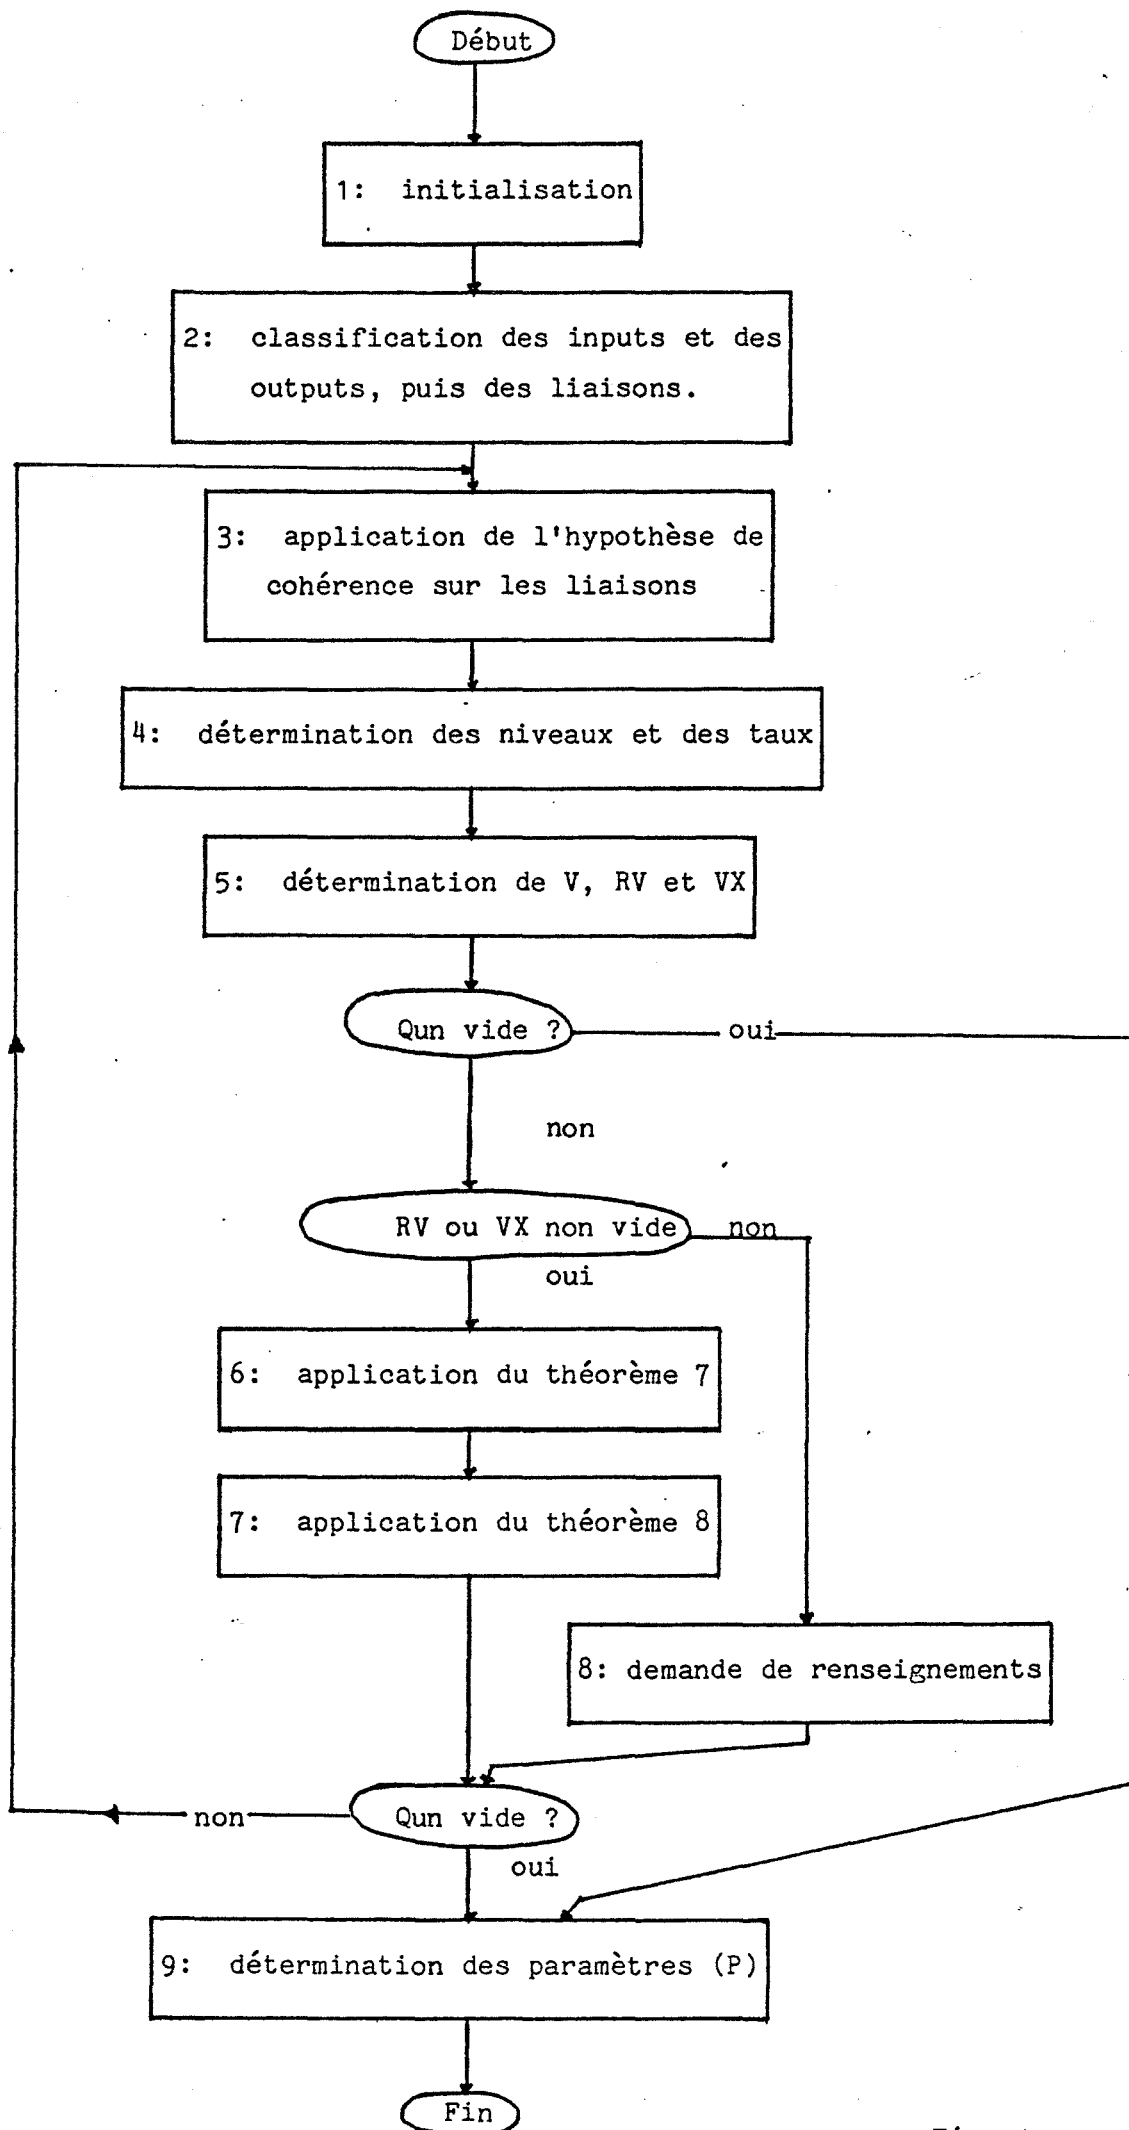 Début
1: initialisation
2: classification des inputs et des
outputs, puis des liaisons.
3: application de l'hypothèse de
cohérence sur les liaisons
4: détermination des niveaux et des taux
5: détermination de V, RV et VX
Qun vide ?
oui
non
RV ou VX non vide
non
oui
6: application du théorème 7
7: application du théorème 8
8: demande de renseignements
Qun vide ?
non
oui
9: détermination des paramètres (P)
Fin